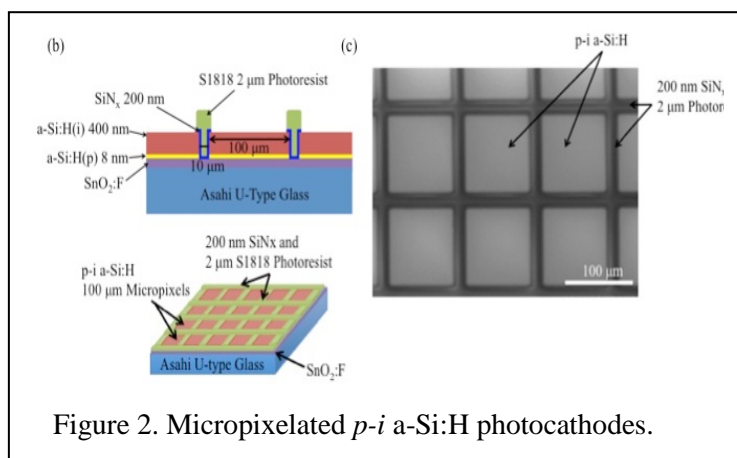 (b)
S1818 2 μm Photoresist
SiNx 200 nm
a-Si:H(i) 400 nm
100 μm
a-Si:H(p) 8 nm
10 μm
SnO2:F
Asahi U-Type Glass
200 nm SiNx and
2 μm S1818 Photoresist
p-i a-Si:H
100 μm Micropixels
Asahi U-type Glass
SnO2:F
(c)
p-i a-Si:H
200 nm SiN
2 μm
100 μm
Figure 2. Micropixelated p-i a-Si:H photocathodes.